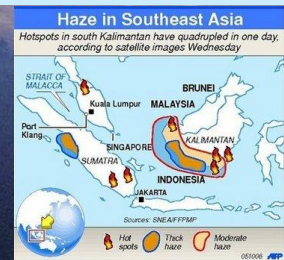 Haze in Southeast Asia
Hotspots in south Kalimantan have quadrupled in one day,
according to satellite images Wednesday
STRAIT OF
MALACCA
BRUNEI
Kuala Lumpur
MALAYSIA
Port
Klang
SINGAPORE
KALIMANTAN
SUMATRA
INDONESIA
JAKARTA
Sources: SNEA/FFPMP
Hot
spots
Thick
haze
Moderate
haze
051006 AFP